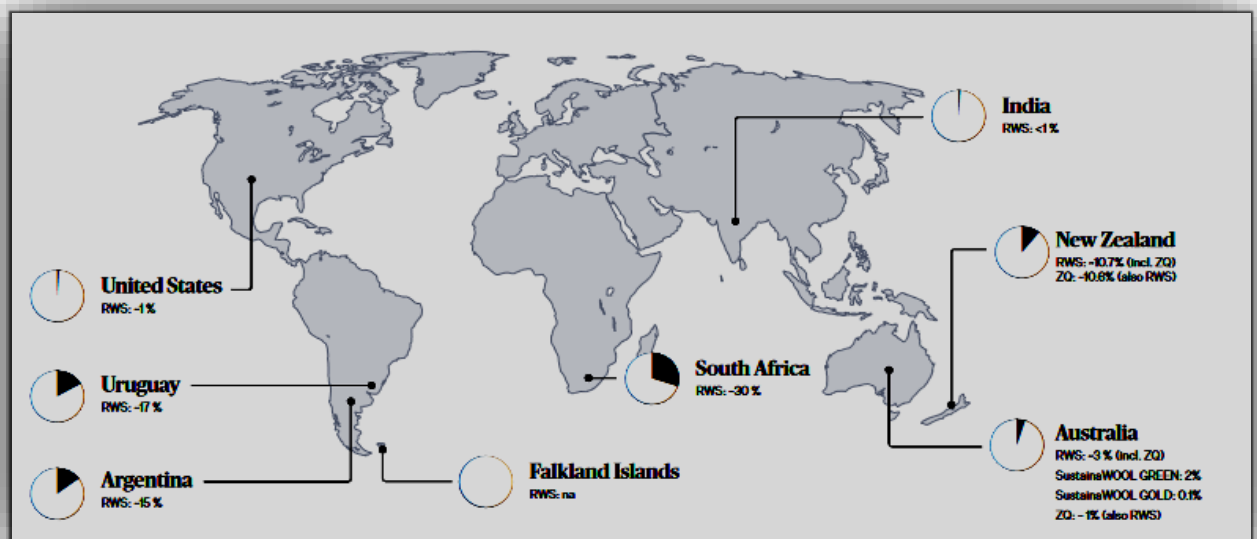 India
RWS: <1 %
New Zealand
RWS: ~10.7% (incl. ZQ)
ZQ: ~10.6% (also RWS)
United States
RWS: ~1 %
South Africa
RWS: ~30 %
Uruguay
RWS: ~17 %
Australia
RWS: ~3 % (incl. ZQ)
SustainaWOOL GREEN: 2%
SustainaWOOL GOLD: 0.1%
ZQ: ~ 1% (also RWS)
Falkland Islands
RWS: na
Argentina
RWS: ~15 %